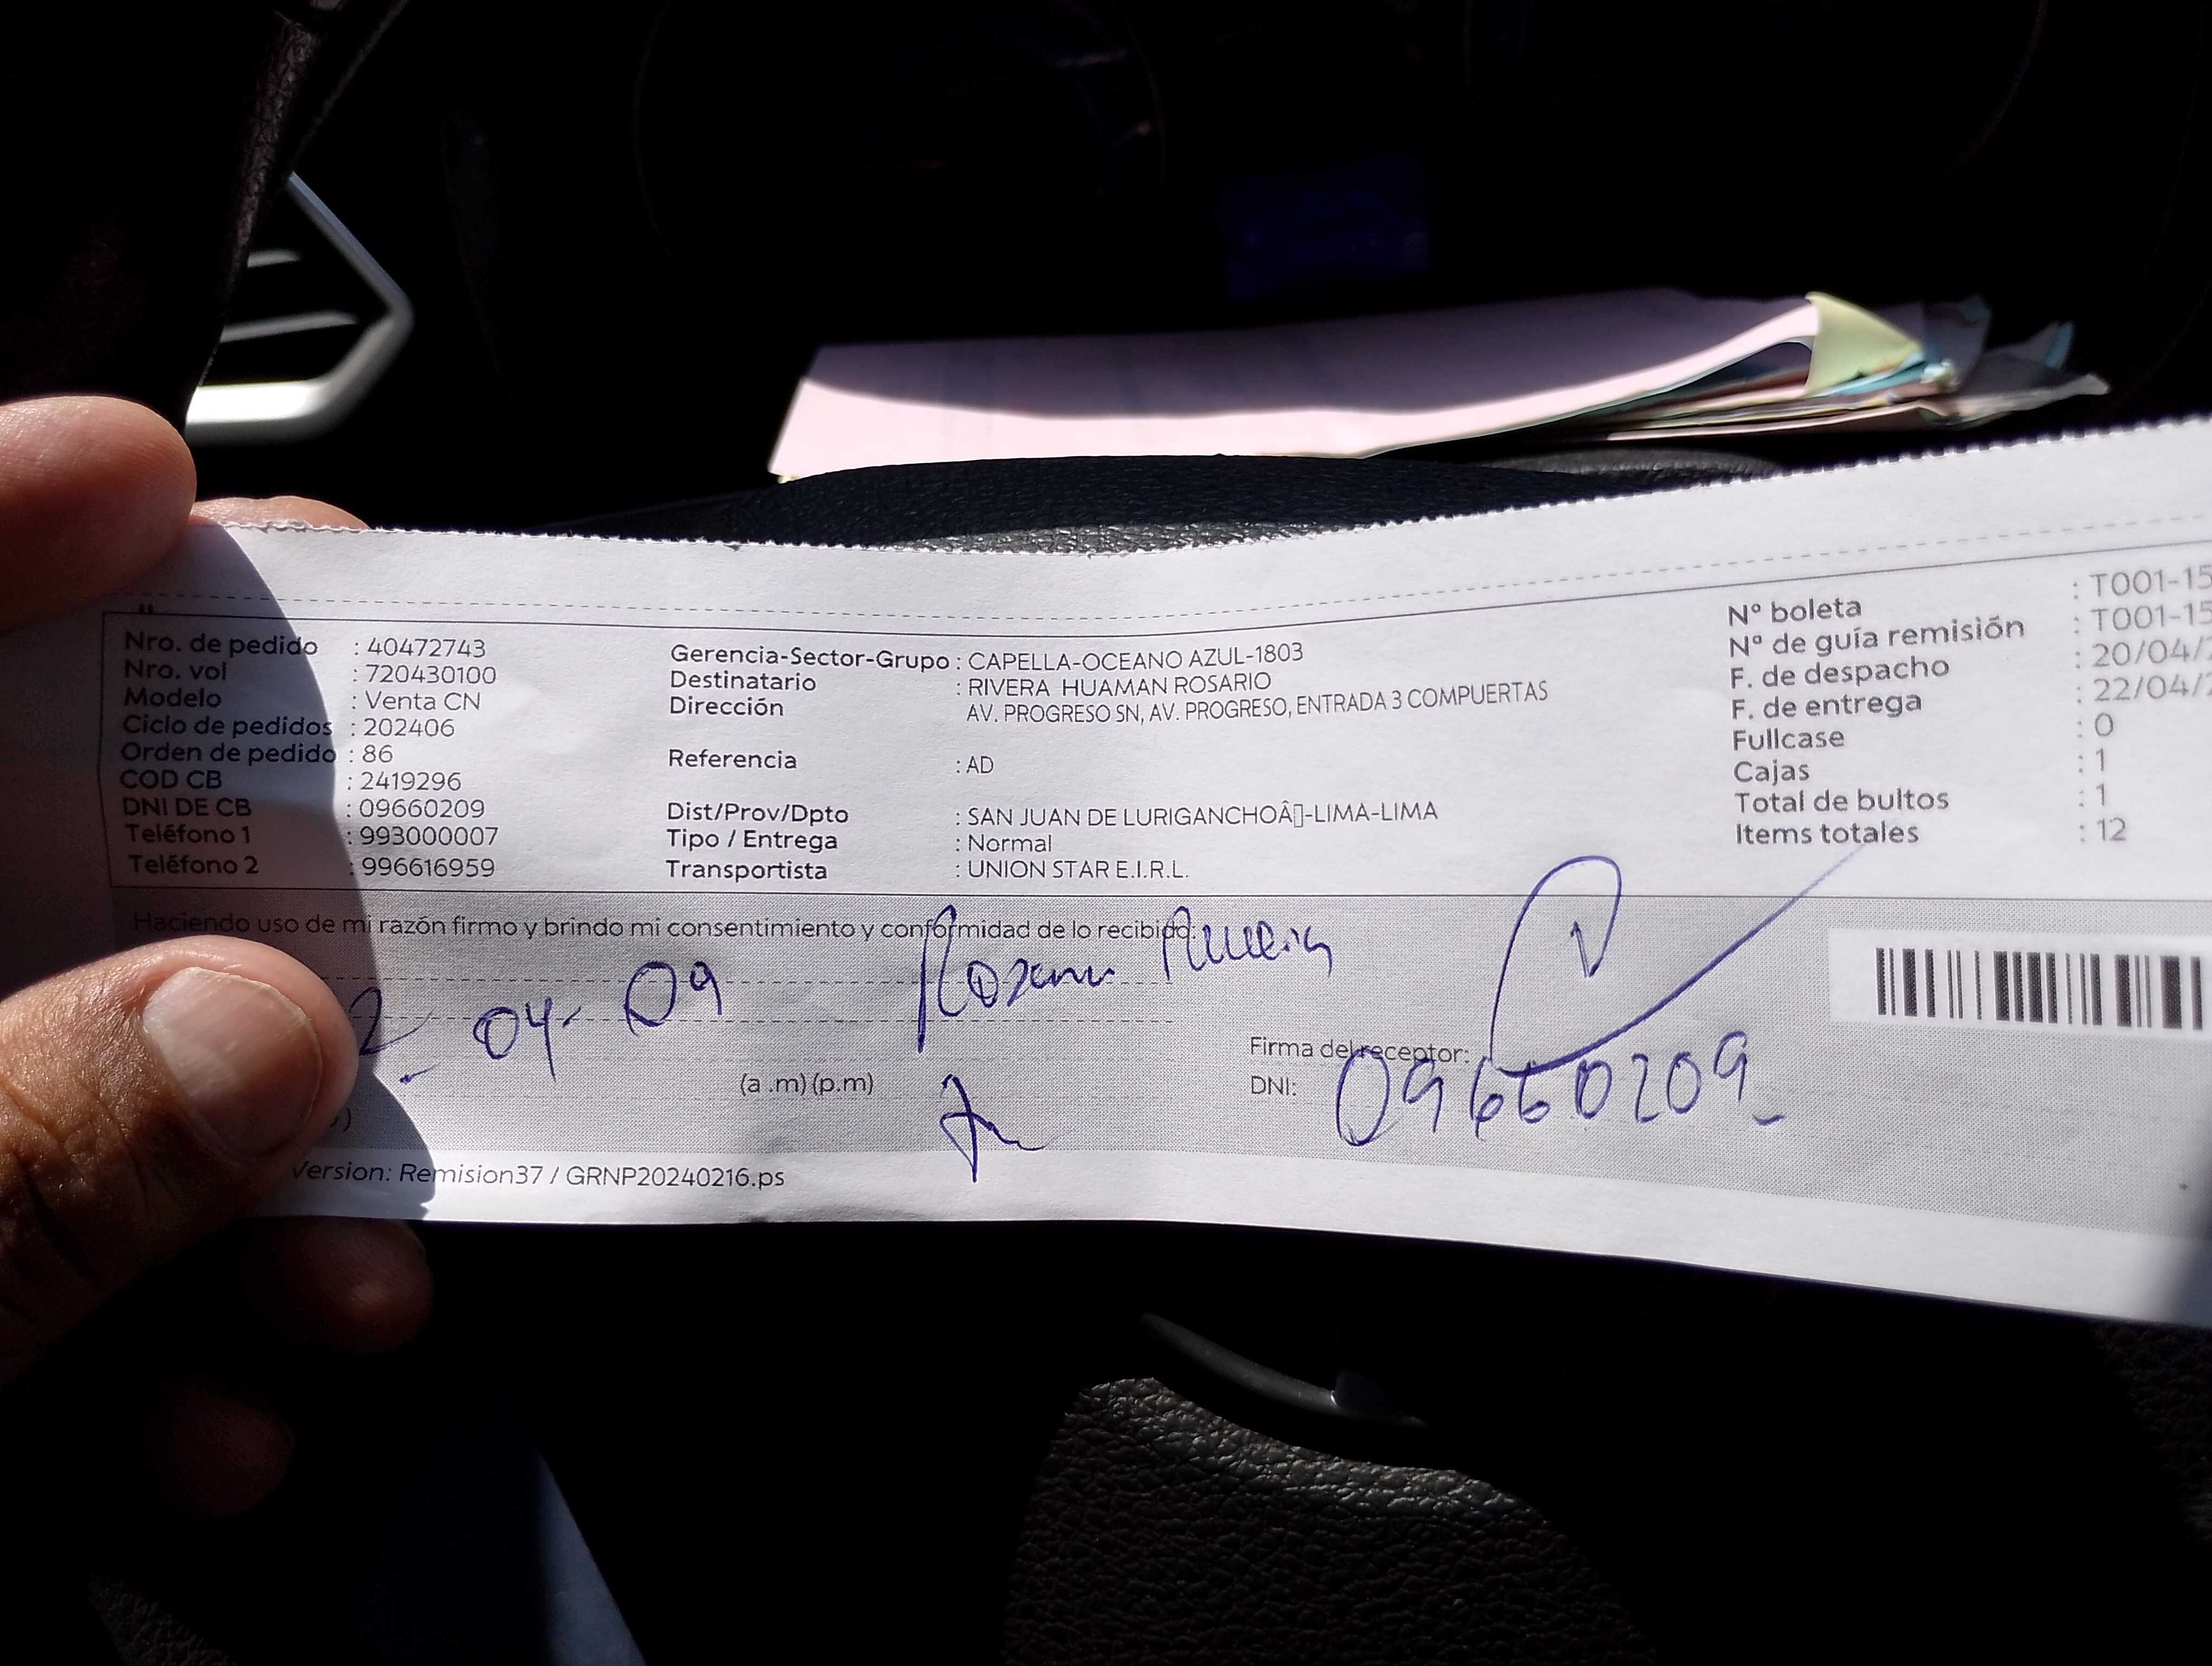 Nro. de pedido : 40472743
Nro. vol : 720430100
Modelo : Venta CN
Ciclo de pedidos : 202406
Orden de pedido : 86
COD CB : 2419296
DNI DE CB : 09660209
Teléfono 1 : 993000007
Teléfono 2 : 996616959
Gerencia-Sector-Grupo : CAPELLA-OCEANO AZUL-1803
Destinatario : RIVERA HUAMAN ROSARIO
Dirección AV. PROGRESO SN, AV. PROGRESO, ENTRADA 3 COMPUERTAS
Referencia : AD
Dist/Prov/Dpto : SAN JUAN DE LURIGANCHOÂ▯-LIMA-LIMA
Tipo / Entrega : Normal
Transportista : UNION STAR E.I.R.L.
Nº boleta : T001-15
Nº de guía remisión : T001-15
F. de despacho : 20/04/
F. de entrega : 22/04/
Fullcase : 0
Cajas : 1
Total de bultos : 1
Items totales : 12
Haciendo uso de mi razón firmo y brindo mi consentimiento y conformidad de lo recibido:
2 - 04 - 09
(a .m) (p.m)
Firma del receptor:
DNI: 09660209
Version: Remision37 / GRNP20240216.ps